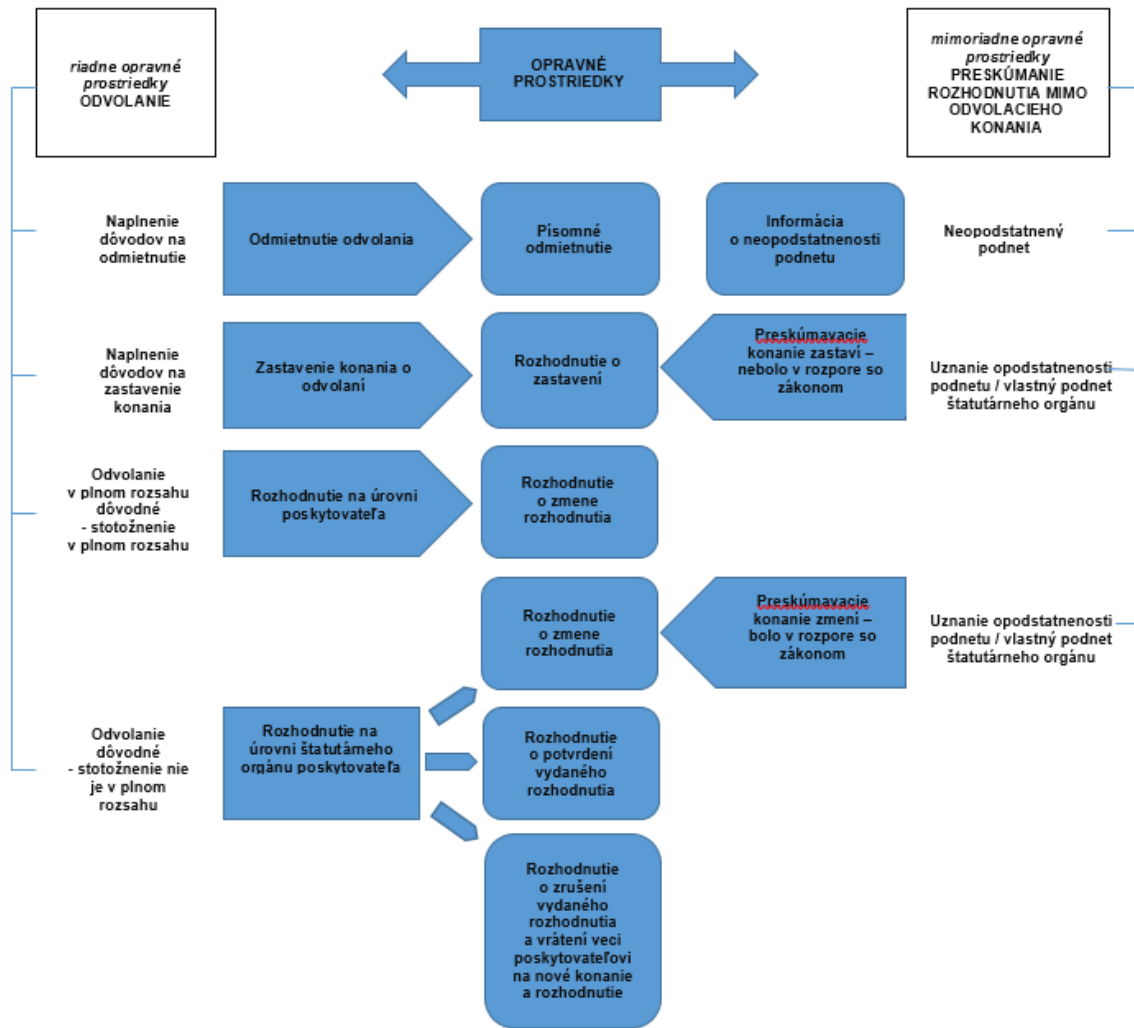 riadne opravné
prostriedky
ODVOLANIE
OPRAVNÉ
PROSTRIEDKY
mimoriadne opravné
prostriedky
PRESKÚMANIE
ROZHODNUTIA MIMO
ODVOLACIEHO
KONANIA
Naplnenie
dôvodov na
odmietnutie
Odmietnutie odvolania
Písomné
odmietnutie
Informácia
o neopodstatnenosti
podnetu
Neopodstatnený
podnet
Naplnenie
dôvodov na
zastavenie
konania
Zastavenie konania o
odvolaní
Rozhodnutie o
zastavení
Preskúmavacie
konanie zastaví –
nebolo v rozpore so
zákonom
Uznanie opodstatnenosti
podnetu / vlastný podnet
štatutárneho orgánu
Odvolanie
v plnom rozsahu
dôvodné
- stotožnenie
v plnom rozsahu
Rozhodnutie na úrovni
poskytovateľa
Rozhodnutie
o zmene
rozhodnutia
Rozhodnutie
o zmene
rozhodnutia
Preskúmavacie
konanie zmení –
bolo v rozpore so
zákonom
Uznanie opodstatnenosti
podnetu / vlastný podnet
štatutárneho orgánu
Odvolanie
dôvodné
- stotožnenie nie
je v plnom
rozsahu
Rozhodnutie na
úrovni štatutárneho
orgánu poskytovateľa
Rozhodnutie
o potvrdení
vydaného
rozhodnutia
Rozhodnutie
o zrušení
vydaného
rozhodnutia
a vrátení veci
poskytovateľovi
na nové konanie
a rozhodnutie